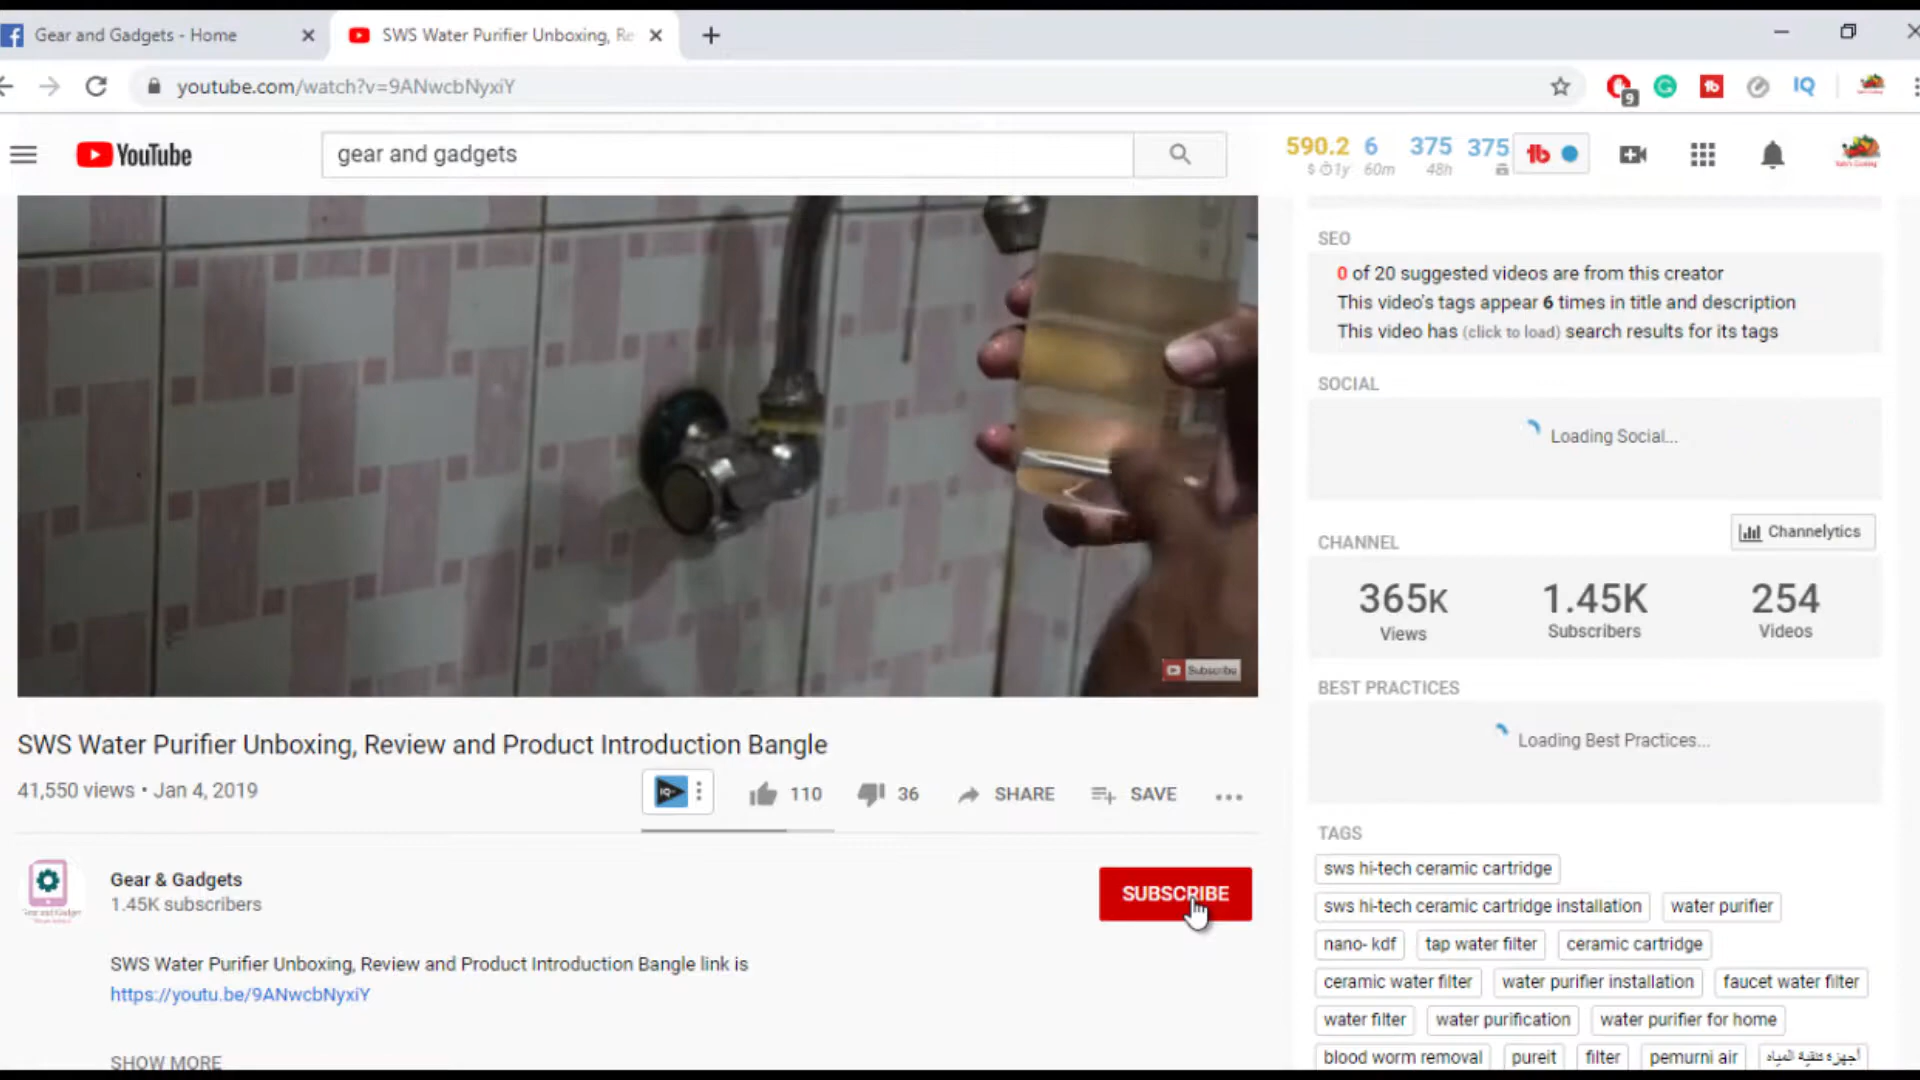 Gear and Gadgets - Home
SWS Water Purifier Unboxing, Re
youtube.com/watch?v=9ANwcbNyxiY
9
IQ
YouTube
gear and gadgets
590.2 6 375 375
$ 1y 60m 48h
Subscribe
SWS Water Purifier Unboxing, Review and Product Introduction Bangle
41,550 views • Jan 4, 2019
IQ
110
36
SHARE
SAVE
Gear & Gadgets
1.45K subscribers
SUBSCRIBE
SWS Water Purifier Unboxing, Review and Product Introduction Bangle link is
https://youtu.be/9ANwcbNyxiY
SHOW MORE
SEO
0 of 20 suggested videos are from this creator
This video's tags appear 6 times in title and description
This video has (click to load) search results for its tags
SOCIAL
Loading Social...
CHANNEL
Channelytics
365K 1.45K 254
Views Subscribers Videos
BEST PRACTICES
Loading Best Practices...
TAGS
sws hi-tech ceramic cartridge
sws hi-tech ceramic cartridge installation water purifier
nano- kdf tap water filter ceramic cartridge
ceramic water filter water purifier installation faucet water filter
water filter water purification water purifier for home
blood worm removal pureit filter pemurni air أجهزة تنقية المياه